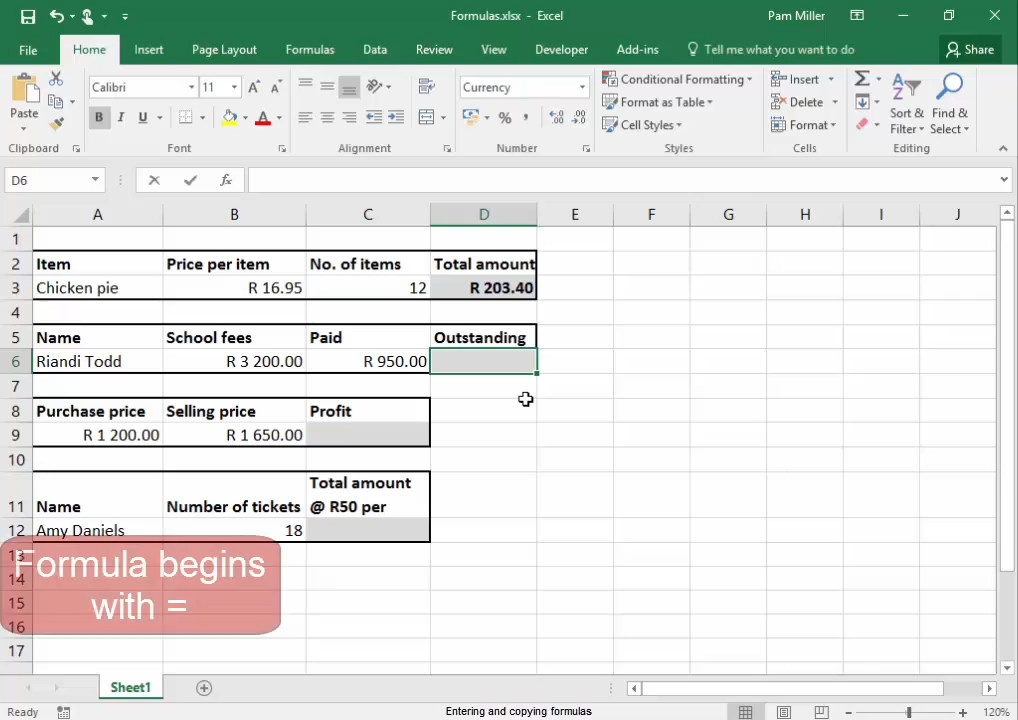 Formulas.xlsx - Excel
Pam Miller
File Home Insert Page Layout Formulas Data Review View Developer Add-ins Tell me what you want to do Share
Paste
Clipboard
Calibri 11
B I U
Font
Alignment
Currency
%
Number
Conditional Formatting
Format as Table
Cell Styles
Styles
Insert
Delete
Format
Cells
Sort & Filter
Find & Select
Editing
D6 fx
A B C D E F G H I J
1
2 Item Price per item No. of items Total amount
3 Chicken pie R 16.95 12 R 203.40
4
5 Name School fees Paid Outstanding
6 Riandi Todd R 3 200.00 R 950.00
7
8 Purchase price Selling price Profit
9 R 1 200.00 R 1 650.00
10
Total amount
11 Name Number of tickets @ R50 per
12 Amy Daniels 18
13
14
15
16
17
Formula begins
with =
Sheet1
Ready
Entering and copying formulas
120%